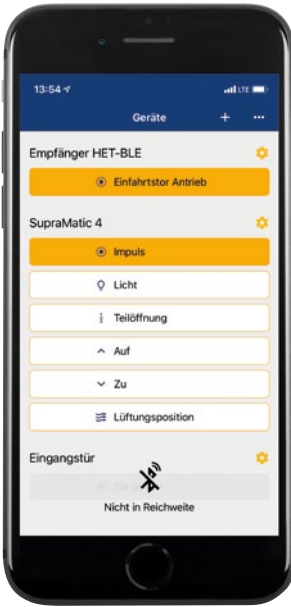 13:54
LTE
Geräte
Empfänger HET-BLE
Einfahrtstor Antrieb
SupraMatic 4
Impuls
Licht
Teilöffnung
Auf
Zu
Lüftungsposition
Eingangstür
Nicht in Reichweite